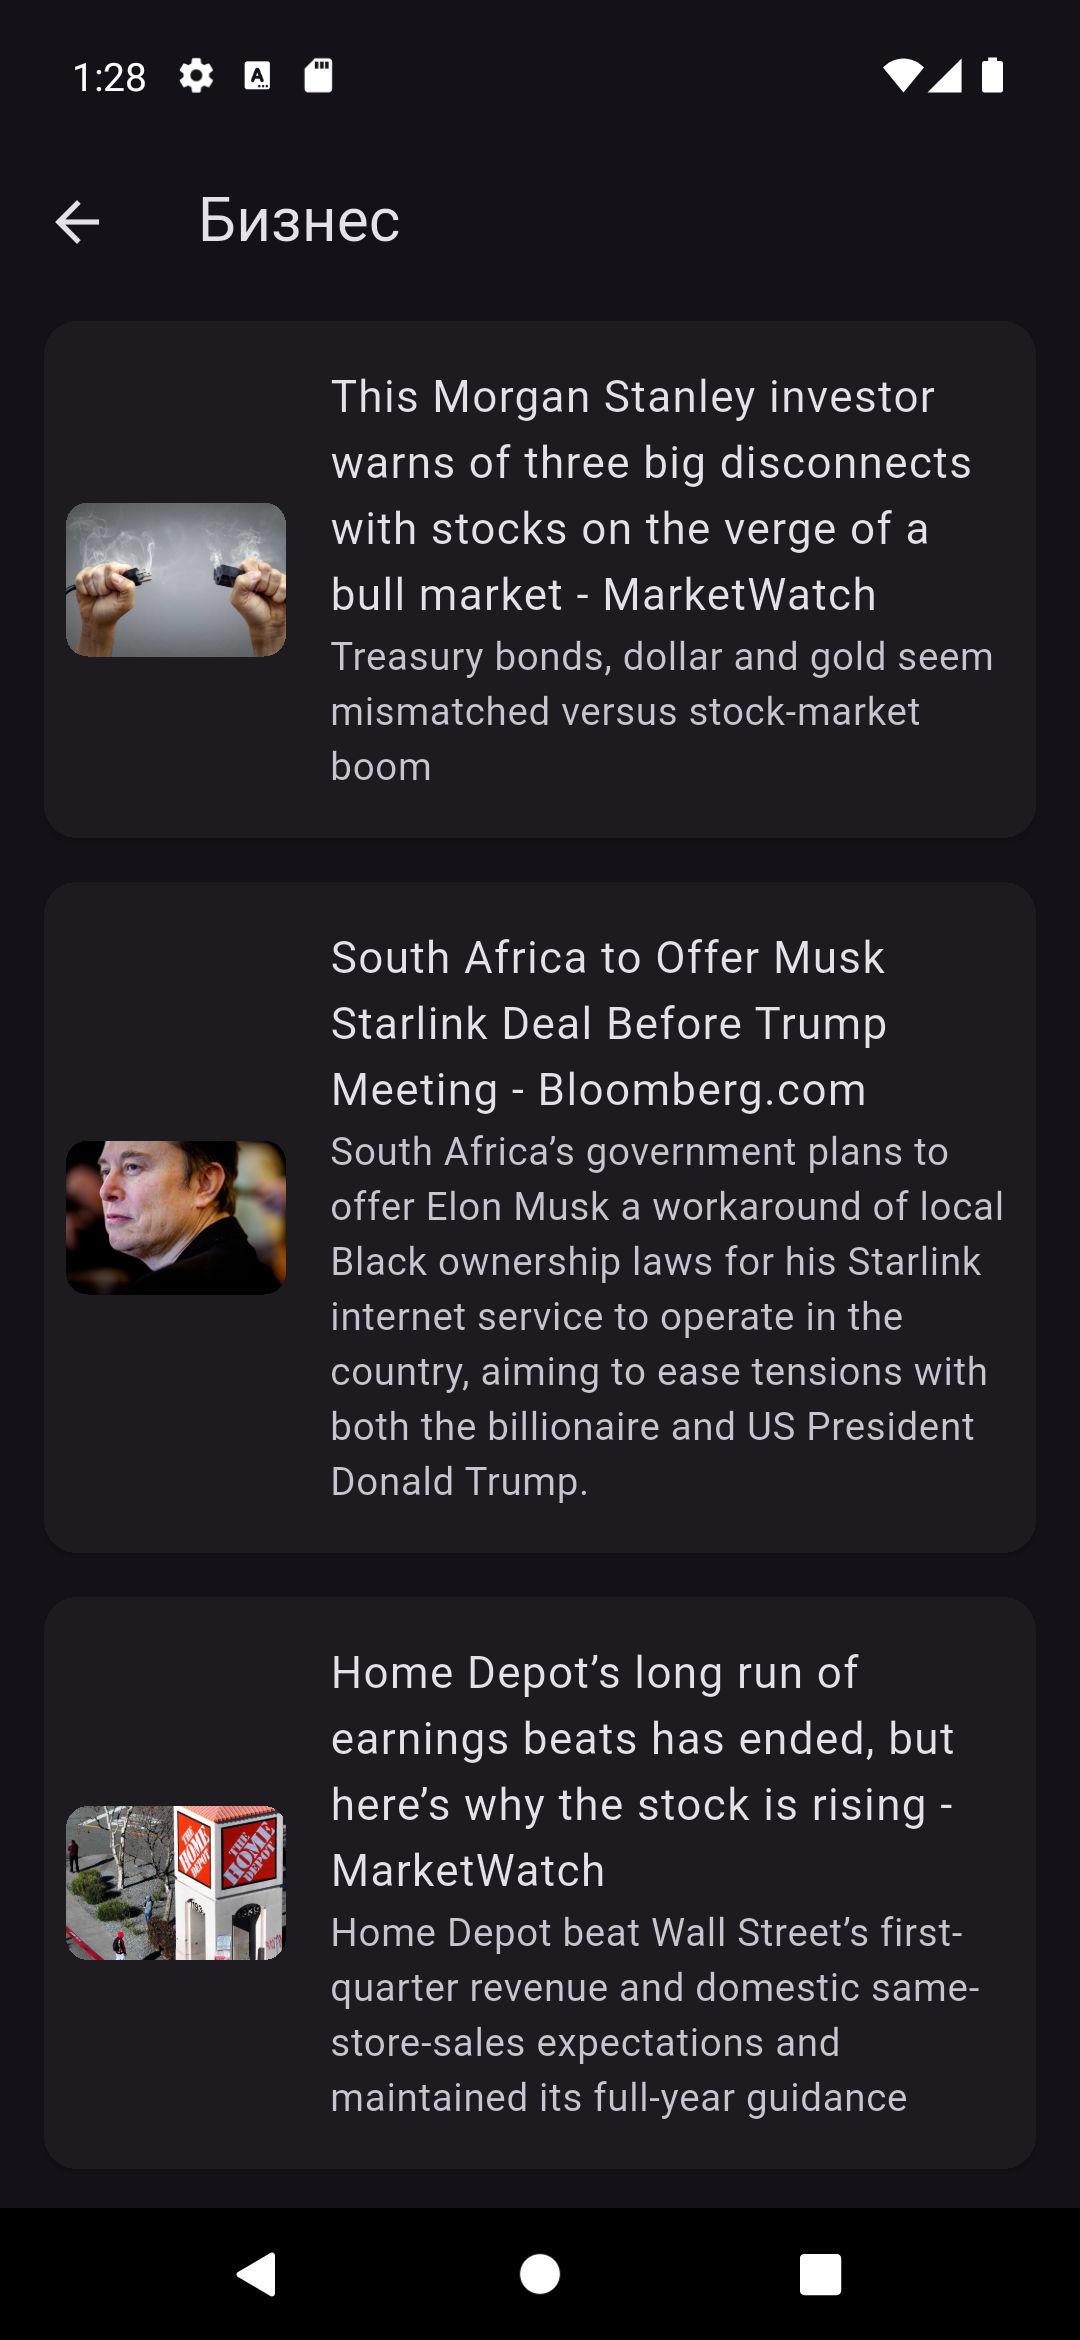 1:28
Бизнес
This Morgan Stanley investor
warns of three big disconnects
with stocks on the verge of a
bull market - MarketWatch
Treasury bonds, dollar and gold seem
mismatched versus stock-market
boom
South Africa to Offer Musk
Starlink Deal Before Trump
Meeting - Bloomberg.com
South Africa’s government plans to
offer Elon Musk a workaround of local
Black ownership laws for his Starlink
internet service to operate in the
country, aiming to ease tensions with
both the billionaire and US President
Donald Trump.
THE
HOME
DEPOT
THE
HOME
DEPOT
Home Depot’s long run of
earnings beats has ended, but
here’s why the stock is rising -
MarketWatch
Home Depot beat Wall Street’s first-
quarter revenue and domestic same-
store-sales expectations and
maintained its full-year guidance